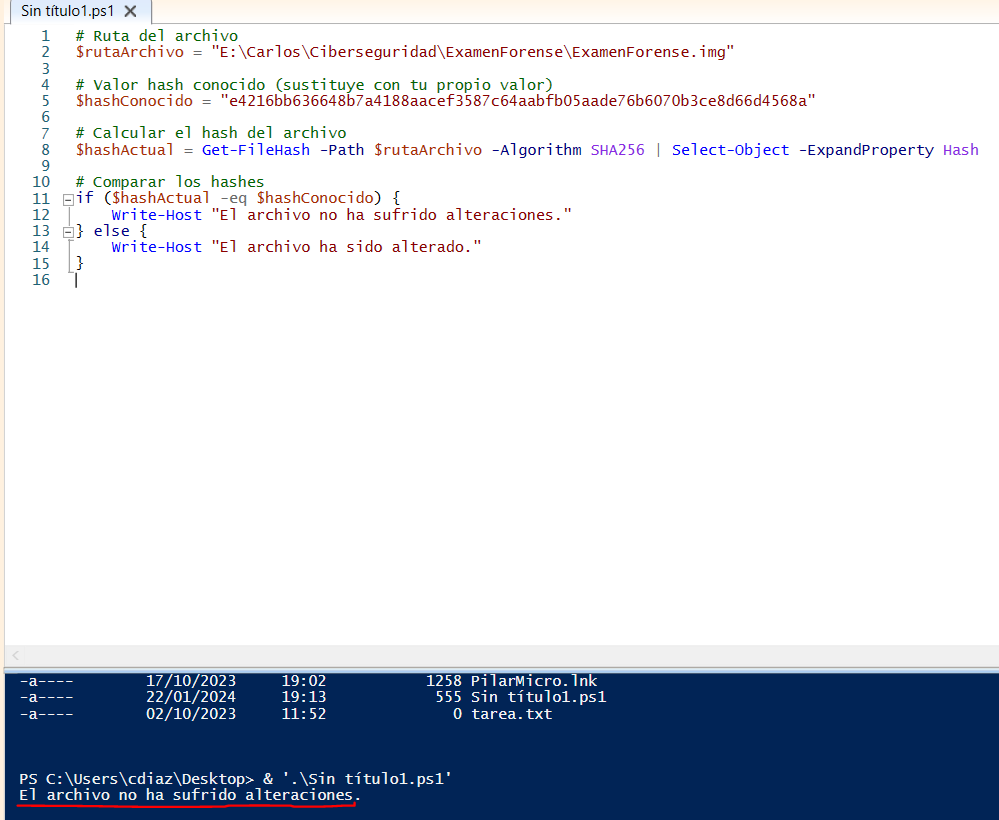 Sin título1.ps1 X
1 # Ruta del archivo
2 $rutaArchivo = "E:\Carlos\Ciberseguridad\ExamenForense\ExamenForense.img"
3
4 # Valor hash conocido (sustituye con tu propio valor)
5 $hashConocido = "e4216bb636648b7a4188aacef3587c64aabfb05aade76b6070b3ce8d66d4568a"
6
7 # Calcular el hash del archivo
8 $hashActual = Get-FileHash -Path $rutaArchivo -Algorithm SHA256 | Select-Object -ExpandProperty Hash
9
10 # Comparar los hashes
11 if ($hashActual -eq $hashConocido) {
12 Write-Host "El archivo no ha sufrido alteraciones."
13 } else {
14 Write-Host "El archivo ha sido alterado."
15 }
16
-a---- 17/10/2023 19:02 1258 PilarMicro.lnk
-a---- 22/01/2024 19:13 555 Sin título1.ps1
-a---- 02/10/2023 11:52 0 tarea.txt
PS C:\Users\cdiaz\Desktop> & '.\Sin título1.ps1'
El archivo no ha sufrido alteraciones.